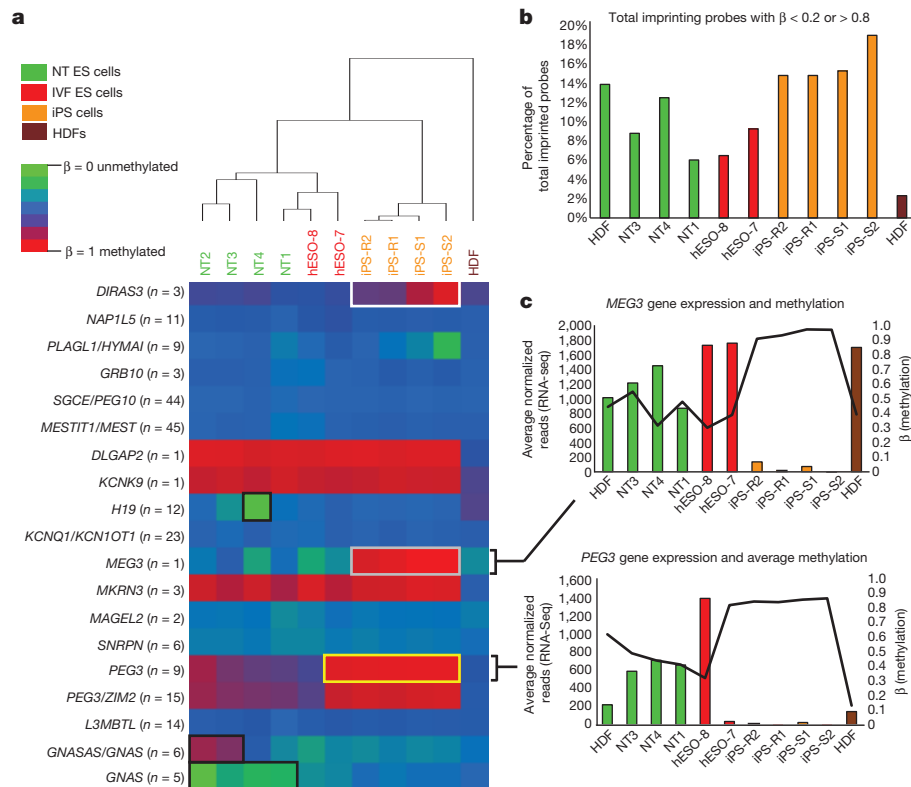 a
NT ES cells
IVF ES cells
iPS cells
HDFs
β = 0 unmethylated
β = 1 methylated
NT2
NT3
NT4
NT1
hESO-8
hESO-7
iPS-R2
iPS-R1
iPS-S1
iPS-S2
HDF
DIRAS3 (n = 3)
NAP1L5 (n = 11)
PLAGL1/HYMAI (n = 9)
GRB10 (n = 3)
SGCE/PEG10 (n = 44)
MESTIT1/MEST (n = 45)
DLGAP2 (n = 1)
KCNK9 (n = 1)
H19 (n = 12)
KCNQ1/KCN1OT1 (n = 23)
MEG3 (n = 1)
MKRN3 (n = 3)
MAGEL2 (n = 2)
SNRPN (n = 6)
PEG3 (n = 9)
PEG3/ZIM2 (n = 15)
L3MBTL (n = 14)
GNASAS/GNAS (n = 6)
GNAS (n = 5)
b
Total imprinting probes with β < 0.2 or > 0.8
Percentage of
total imprinted probes
20%
18%
16%
14%
12%
10%
8%
6%
4%
2%
0%
HDF
NT3
NT4
NT1
hESO-8
hESO-7
iPS-R2
iPS-R1
iPS-S1
iPS-S2
HDF
c
MEG3 gene expression and methylation
Average normalized
reads (RNA-seq)
2,000
1,800
1,600
1,400
1,200
1,000
800
600
400
200
0
1.0
0.9
0.8
0.7
0.6
0.5
0.4
0.3
0.2
0.1
0
β (methylation)
HDF
NT3
NT4
NT1
hESO-8
hESO-7
iPS-R2
iPS-R1
iPS-S1
iPS-S2
HDF
PEG3 gene expression and average methylation
Average normalized
reads (RNA-Seq)
1,600
1,400
1,200
1,000
800
600
400
200
0
1.0
0.9
0.8
0.7
0.6
0.5
0.4
0.3
0.2
0.1
0
β (methylation)
HDF
NT3
NT4
NT1
hESO-8
hESO-7
iPS-R2
iPS-R1
iPS-S1
iPS-S2
HDF